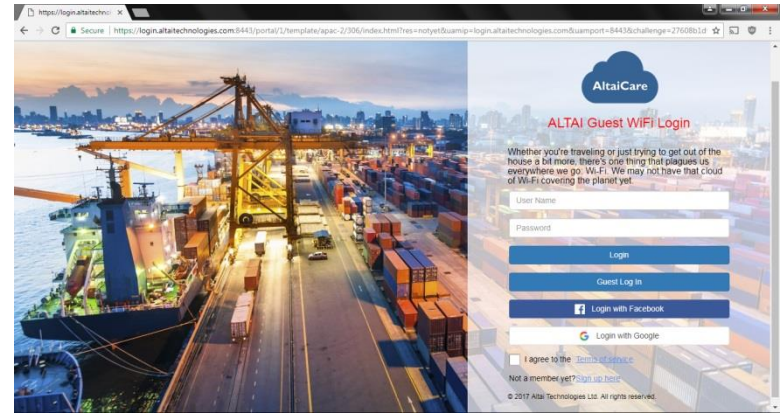 https://login.altaitechno
Secure | https://login.altaitechnologies.com:8443/portal/1/template/apac-2/306/index.html?res=notyet&uamip=login.altaitechnologies.com&uamport=8443&challenge=27608b1d
AltaiCare
ALTAI Guest WiFi Login
Whether you're traveling or just trying to get out of the
house a bit more, there's one thing that plagues us
everywhere we go: Wi-Fi. We may not have that cloud
of Wi-Fi covering the planet yet.
User Name
Password
Login
Guest Log In
Login with Facebook
Login with Google
I agree to the Terms of service
Not a member yet?Sign up here
© 2017 Altai Technologies Ltd. All rights reserved.